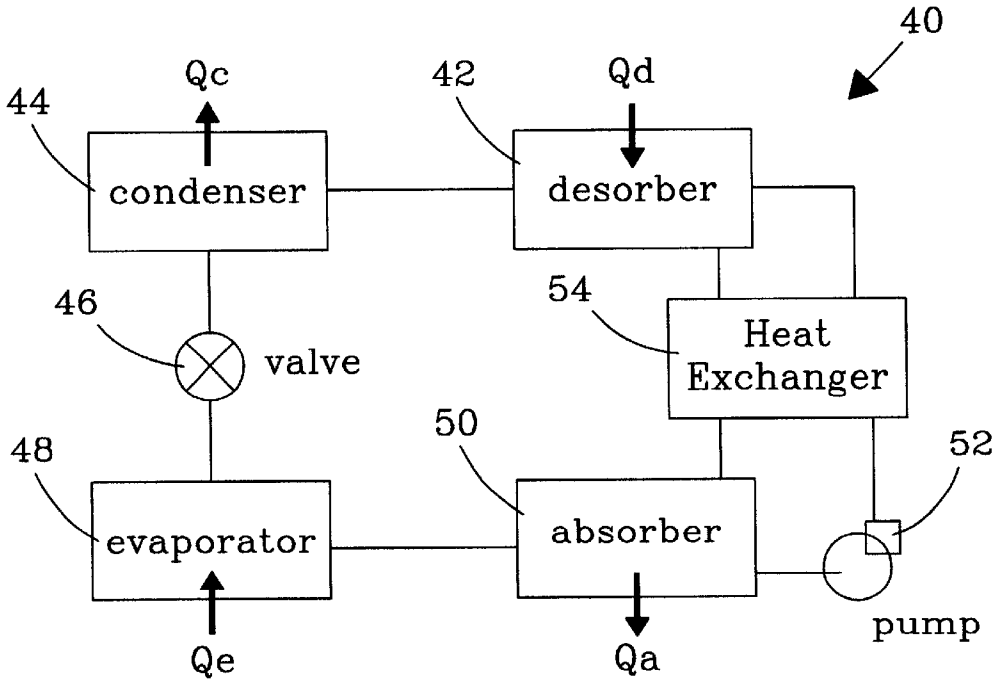 40
Qc
42
Qd
44
condenser
desorber
54
46
Heat
Exchanger
valve
50
52
48
absorber
evaporator
pump
Qe
Qa